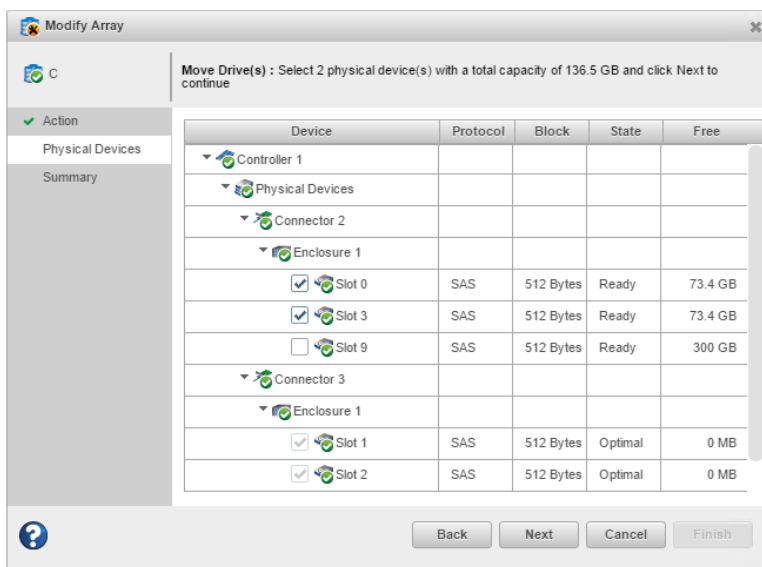 Modify Array
C
Move Drive(s) : Select 2 physical device(s) with a total capacity of 136.5 GB and click Next to
continue
Action
Physical Devices
Summary
Device Protocol Block State Free
Controller 1
Physical Devices
Connector 2
Enclosure 1
Slot 0 SAS 512 Bytes Ready 73.4 GB
Slot 3 SAS 512 Bytes Ready 73.4 GB
Slot 9 SAS 512 Bytes Ready 300 GB
Connector 3
Enclosure 1
Slot 1 SAS 512 Bytes Optimal 0 MB
Slot 2 SAS 512 Bytes Optimal 0 MB
? Back Next Cancel Finish